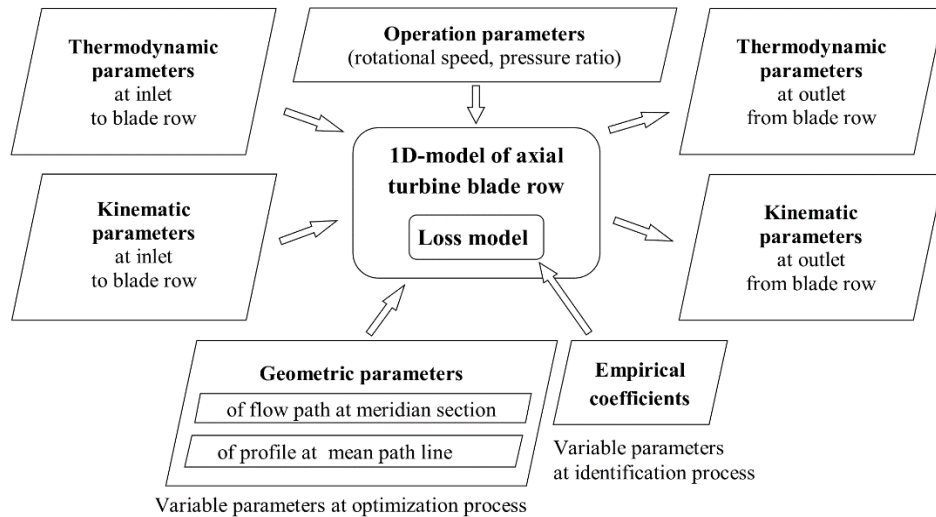 Thermodynamic
parameters
at inlet
to blade row
Operation parameters
(rotational speed, pressure ratio)
Thermodynamic
parameters
at outlet
from blade row
1D-model of axial
turbine blade row
Loss model
Kinematic
parameters
at inlet
to blade row
Kinematic
parameters
at outlet
from blade row
Geometric parameters
of flow path at meridian section
of profile at mean path line
Variable parameters at optimization process
Empirical
coefficients
Variable parameters
at identification process